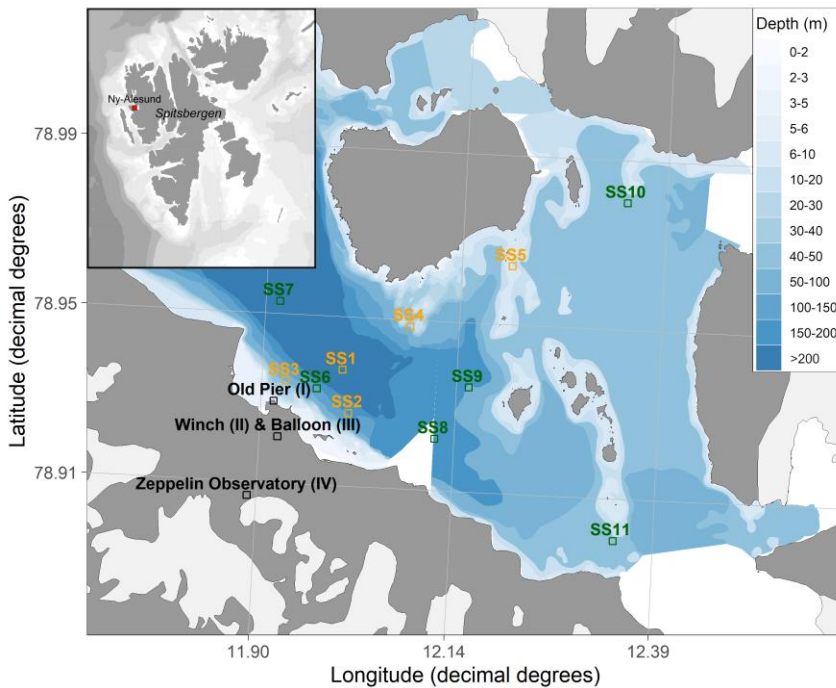 Depth (m)
0-2
2-3
3-5
5-6
6-10
10-20
20-30
30-40
40-50
50-100
100-150
150-200
>200
Ny-Alesund
Spitsbergen
78.99
SS10
SS5
78.95
SS7
SS4
SS1
SS3
SS6
SS9
Old Pier (I)
SS2
Winch (II) & Balloon (III)
SS8
78.91
Zeppelin Observatory (IV)
SS11
11.90
12.14
12.39
Latitude (decimal degrees)
Longitude (decimal degrees)